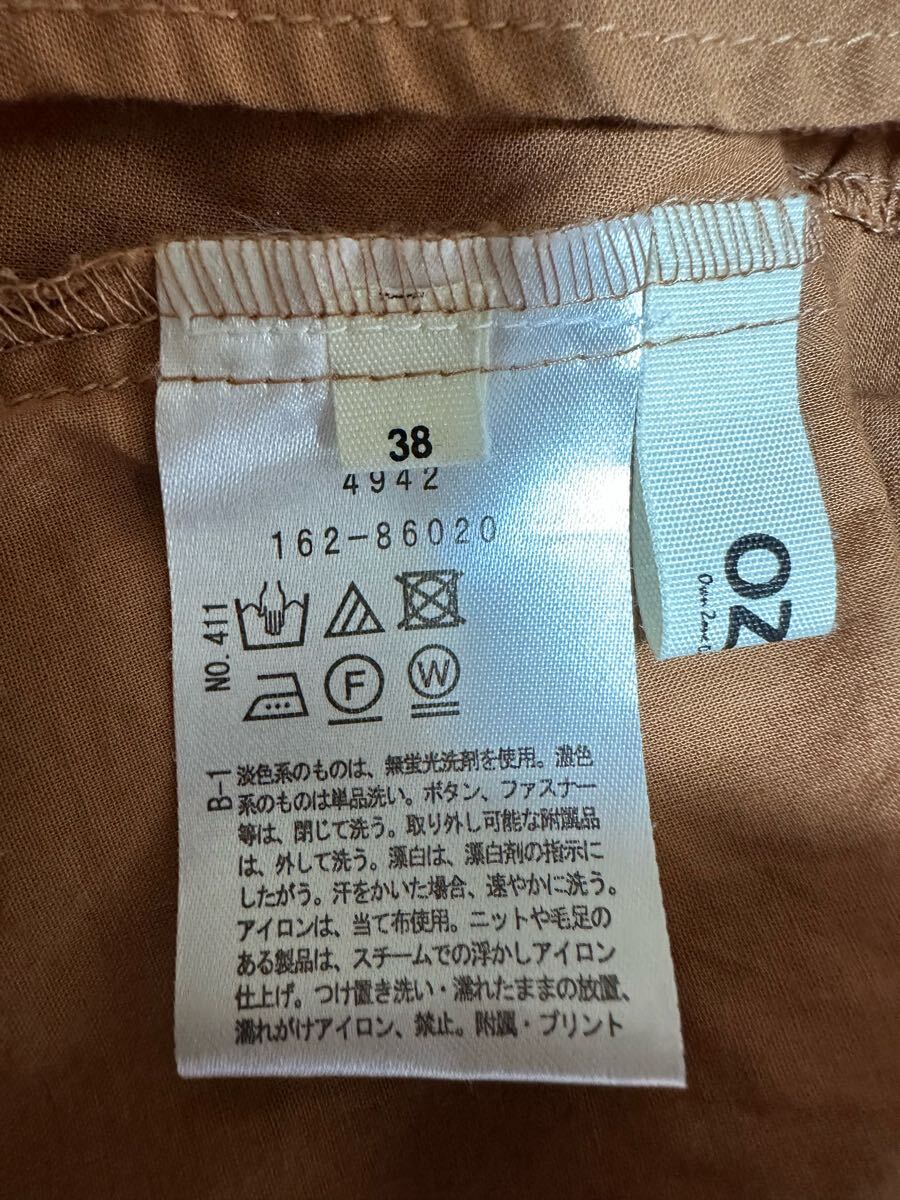 38
4942
162-86020
NO. 411
F
W
B-1
淡色系のものは、無蛍光洗剤を使用。濃色
系のものは単品洗い。ボタン、ファスナー
等は、閉じて洗う。取り外し可能な附属品
は、外して洗う。漂白は、漂白剤の指示に
したがう。汗をかいた場合、速やかに洗う。
アイロンは、当て布使用。ニットや毛足の
ある製品は、スチームでの浮かしアイロン
仕上げ。つけ置き洗い・濡れたままの放置、
濡れがけアイロン、禁止。附属・プリント
OZ